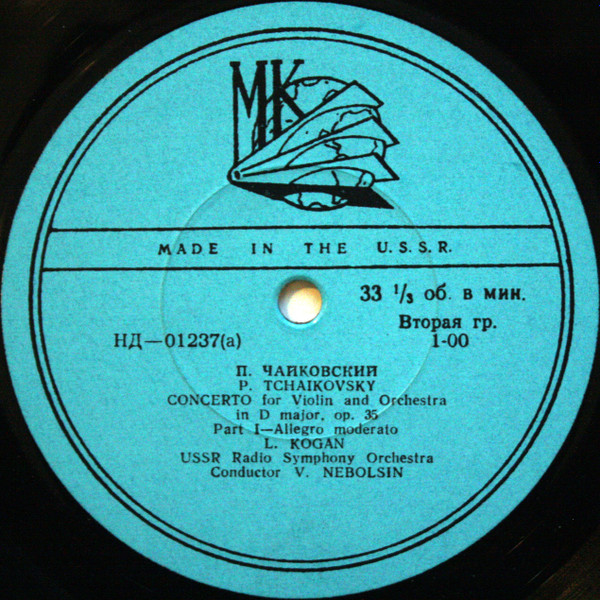 МК
MADE IN THE U.S.S.R.
33 ⅓ об. в мин.
Вторая гр.
НД—01237(а) 1-00
П. ЧАЙКОВСКИЙ
P. TCHAIKOVSKY
CONCERTO for Violin and Orchestra
in D major, op. 35
Part I—Allegro moderato
L. KOGAN
USSR Radio Symphony Orchestra
Conductor V. NEBOLSIN